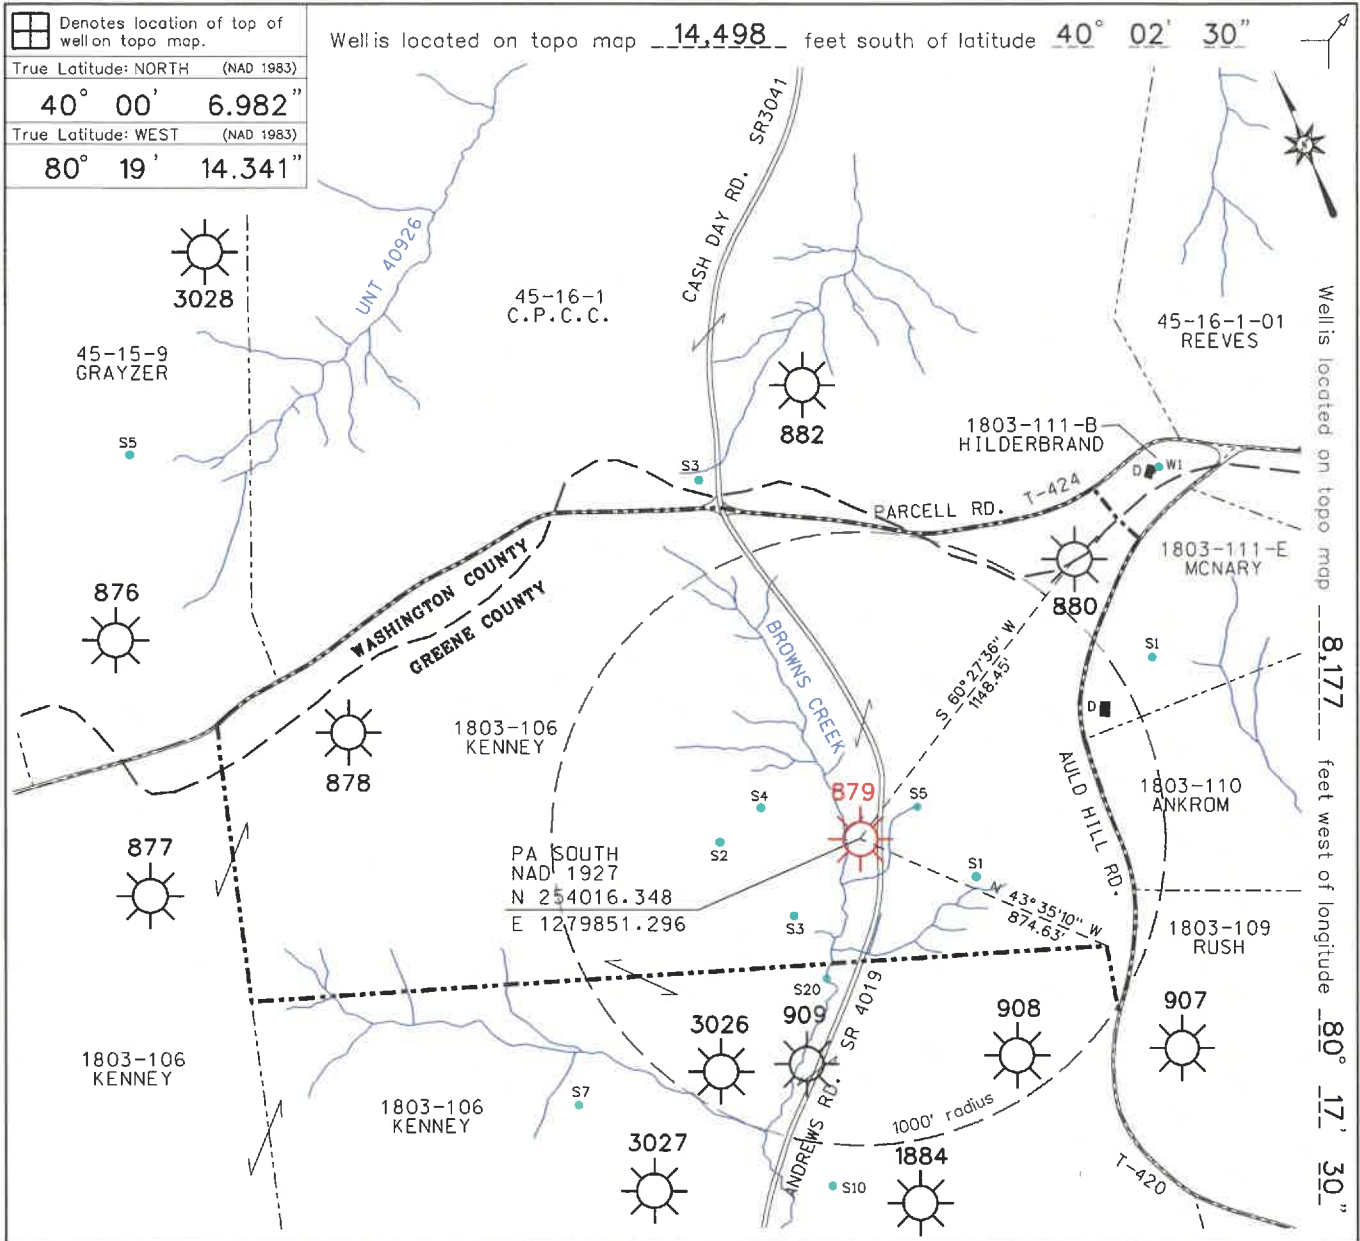 Denotes location of top of
well on topo map.
Well is located on topo map 14,498 feet south of latitude 40° 02' 30"
True Latitude: NORTH (NAD 1983)
40° 00' 6.982"
True Latitude: WEST (NAD 1983)
80° 19' 14.341"
Well is located on topo map 8,177 feet west of longitude 80° 17' 30"
N
3028
UNT 40926
45-16-1
C.P.C.C.
CASH DAY RD. SR3041
45-16-1-01
REEVES
45-15-9
GRAYZER
882
1803-111-B
HILDERBRAND
S5
S3
D
W1
PARCELL RD. T-424
1803-111-E
MCNARY
876
WASHINGTON COUNTY
GREENE COUNTY
880
BROWNS CREEK
S 60°27'36" W
1148.45'
S1
D
1803-106
KENNEY
878
879
S4
S5
1803-110
ANKROM
AULD HILL RD.
877
S2
PA SOUTH
NAD 1927
N 254016.348
E 1279851.296
S1
N 43°35'10" W
874.63'
S3
1803-109
RUSH
S20
3026
909
908
907
ANDREWS RD. SR 4019
1803-106
KENNEY
1803-106
KENNEY
S7
1000' radius
3027
1884
S10
T-420